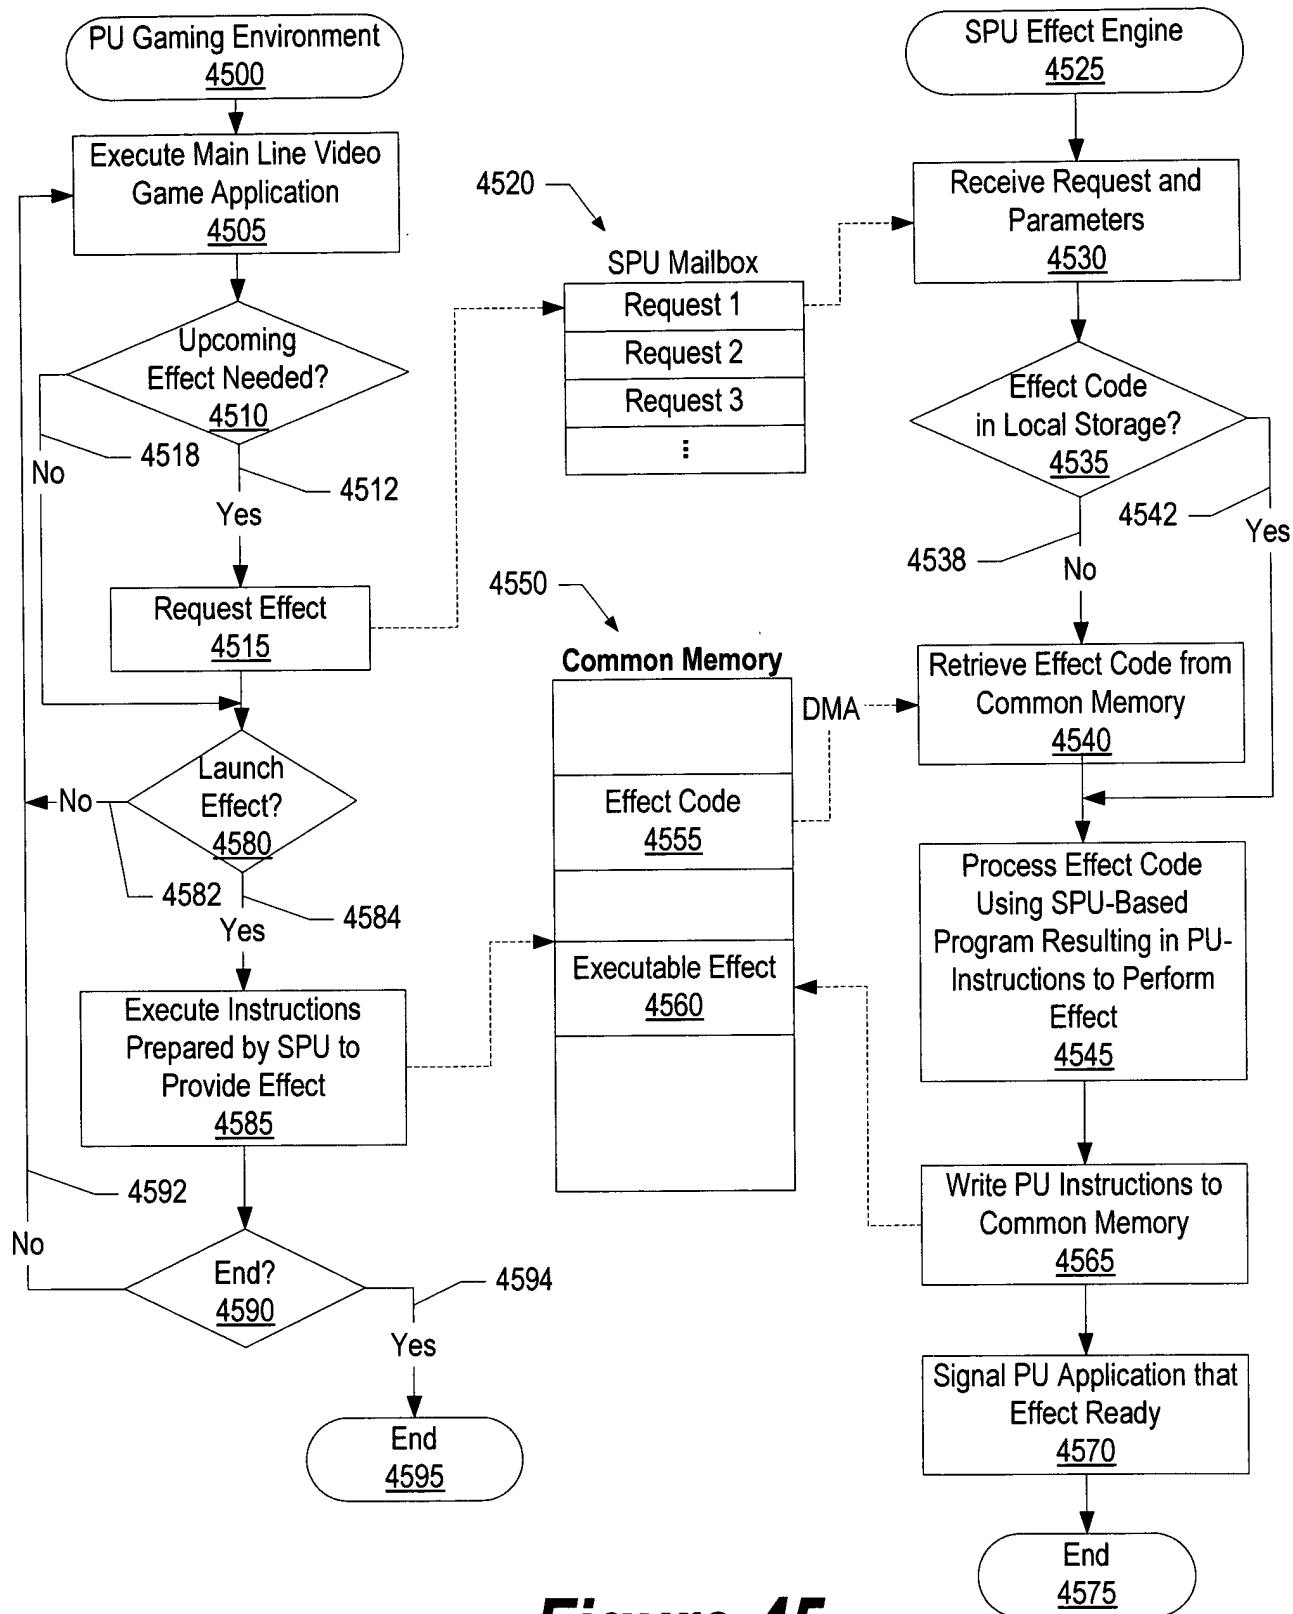 PU Gaming Environment
4500
Execute Main Line Video
Game Application
4505
Upcoming
Effect Needed?
4510
4518
No
4512
Yes
Request Effect
4515
Launch
Effect?
4580
No
4582
4584
Yes
Execute Instructions
Prepared by SPU to
Provide Effect
4585
4592
No
End?
4590
4594
Yes
End
4595
4520
SPU Mailbox
Request 1
Request 2
Request 3
...
4550
Common Memory
DMA
Effect Code
4555
Executable Effect
4560
SPU Effect Engine
4525
Receive Request and
Parameters
4530
Effect Code
in Local Storage?
4535
4542
Yes
4538
No
Retrieve Effect Code from
Common Memory
4540
Process Effect Code
Using SPU-Based
Program Resulting in PU-
Instructions to Perform
Effect
4545
Write PU Instructions to
Common Memory
4565
Signal PU Application that
Effect Ready
4570
End
4575
Figure 45